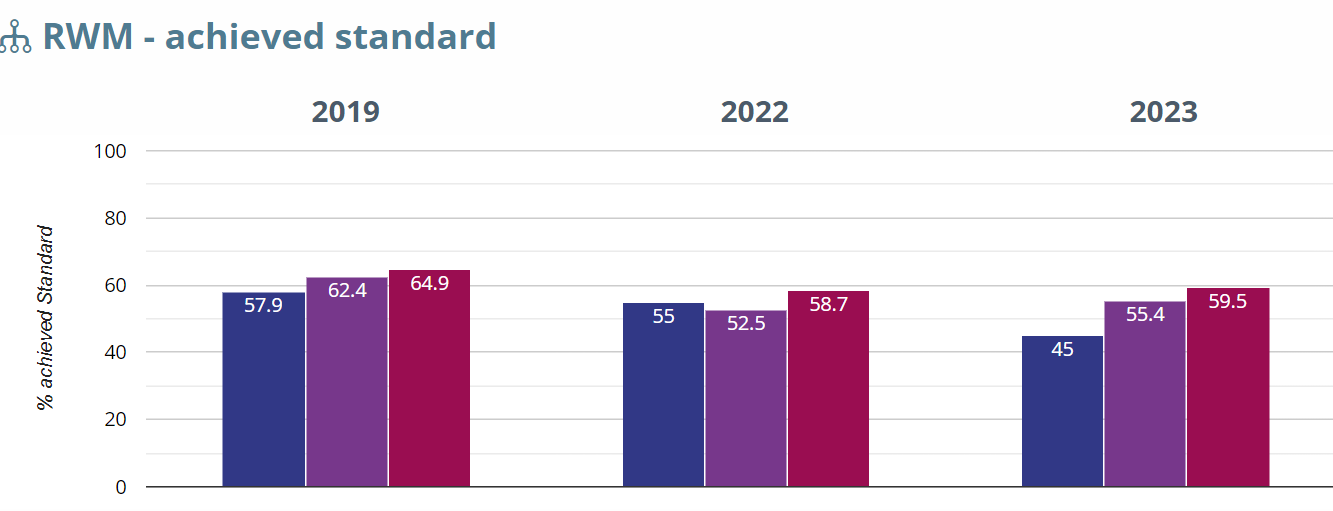 RWM - achieved standard
2019 2022 2023
100
80
60
40
20
0
% achieved Standard
57.9 62.4 64.9
55 52.5 58.7
45 55.4 59.5